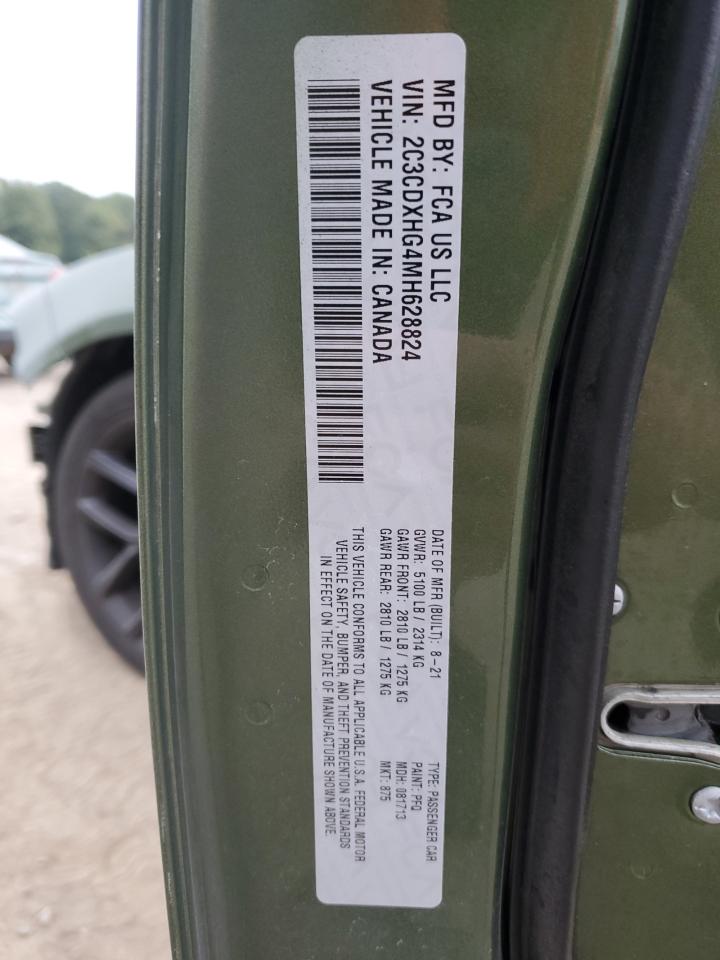 MFD BY: FCA US LLC
VIN: 2C3CDXHG4MH628824
VEHICLE MADE IN: CANADA
DATE OF MFR (BUILT): 8-21
GVWR: 5100 LB / 2314 KG
GAWR FRONT: 2810 LB / 1275 KG
GAWR REAR: 2810 LB / 1275 KG
TYPE: PASSENGER CAR
PAINT: PFQ
MDH: 081713
MKT: 875
THIS VEHICLE CONFORMS TO ALL APPLICABLE U.S.A. FEDERAL MOTOR
VEHICLE SAFETY, BUMPER, AND THEFT PREVENTION STANDARDS
IN EFFECT ON THE DATE OF MANUFACTURE SHOWN ABOVE.